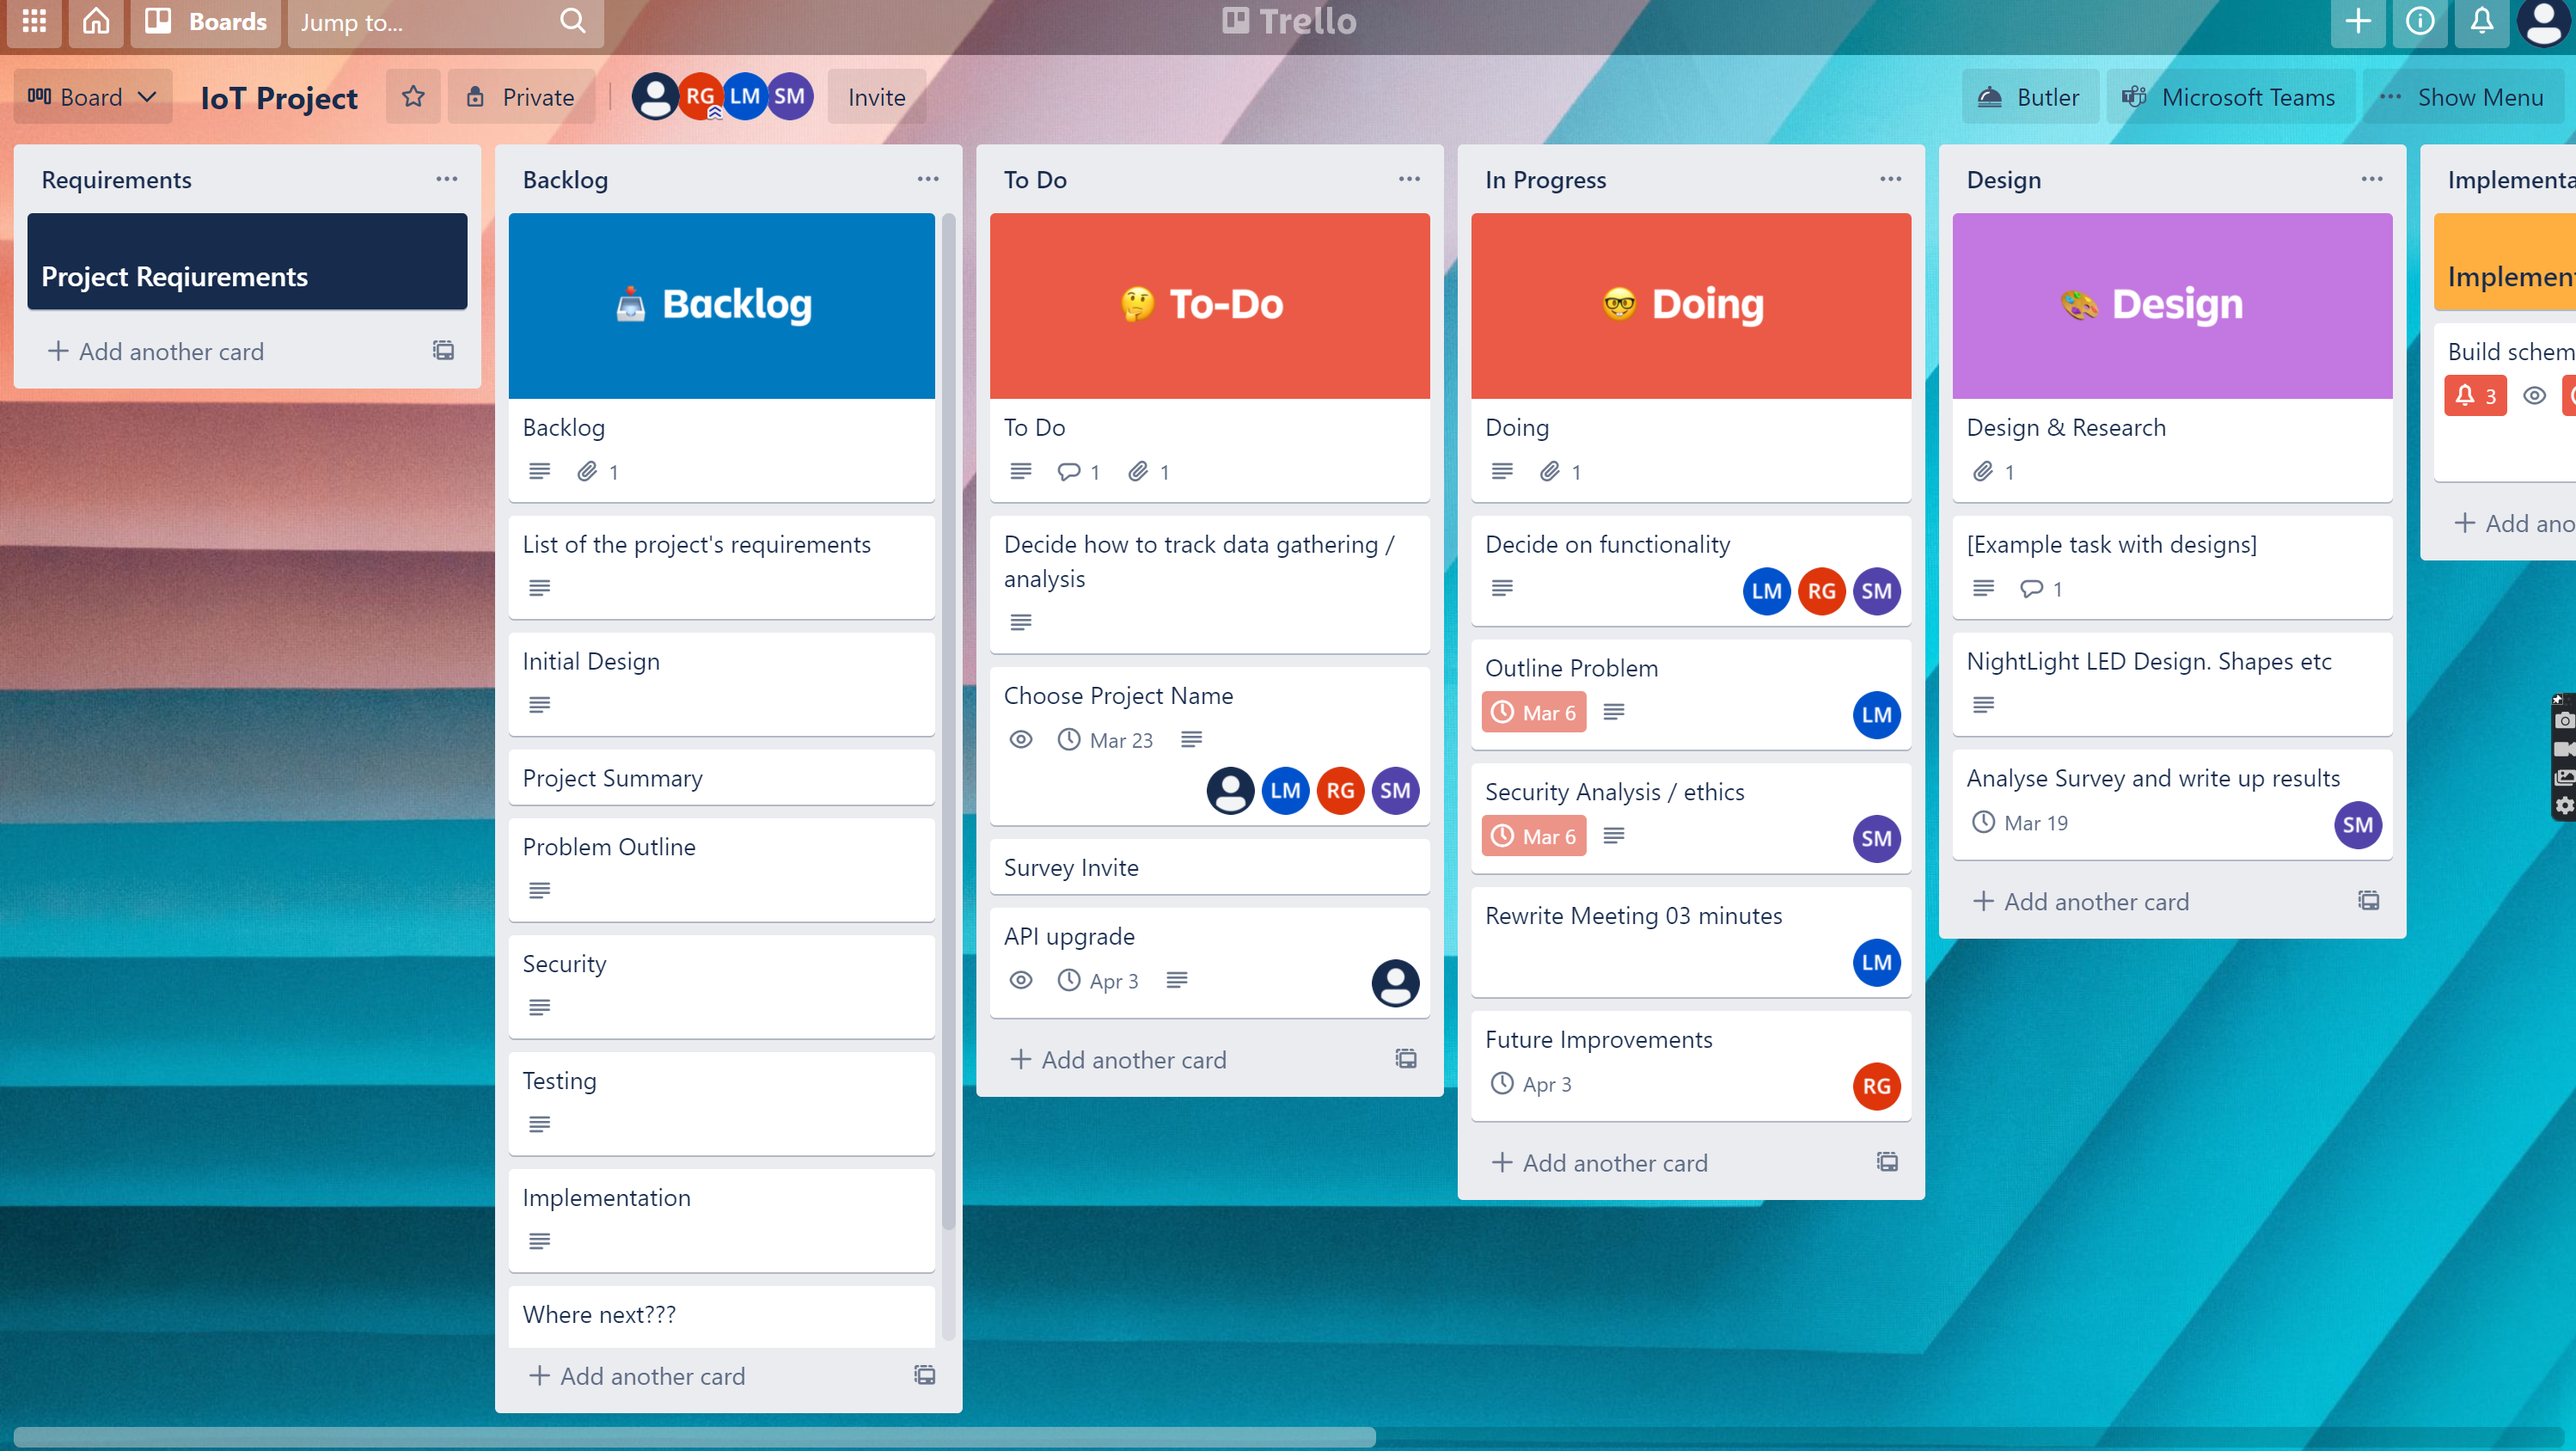 Boards
Jump to...
Trello
Board
IoT Project
Private
RG
LM
SM
Invite
Butler
Microsoft Teams
Show Menu
Requirements
Project Reqiurements
Add another card
Backlog
Backlog
Backlog
1
List of the project's requirements
Initial Design
Project Summary
Problem Outline
Security
Testing
Implementation
Where next???
Add another card
To Do
To-Do
To Do
1
1
Decide how to track data gathering /
analysis
Choose Project Name
Mar 23
LM
RG
SM
Survey Invite
API upgrade
Apr 3
Add another card
In Progress
Doing
Doing
1
Decide on functionality
LM
RG
SM
Outline Problem
Mar 6
LM
Security Analysis / ethics
Mar 6
SM
Rewrite Meeting 03 minutes
LM
Future Improvements
Apr 3
RG
Add another card
Design
Design
Design & Research
1
[Example task with designs]
1
NightLight LED Design. Shapes etc
Analyse Survey and write up results
Mar 19
SM
Add another card
Implementa
Implement
Build schem
3
Add ano